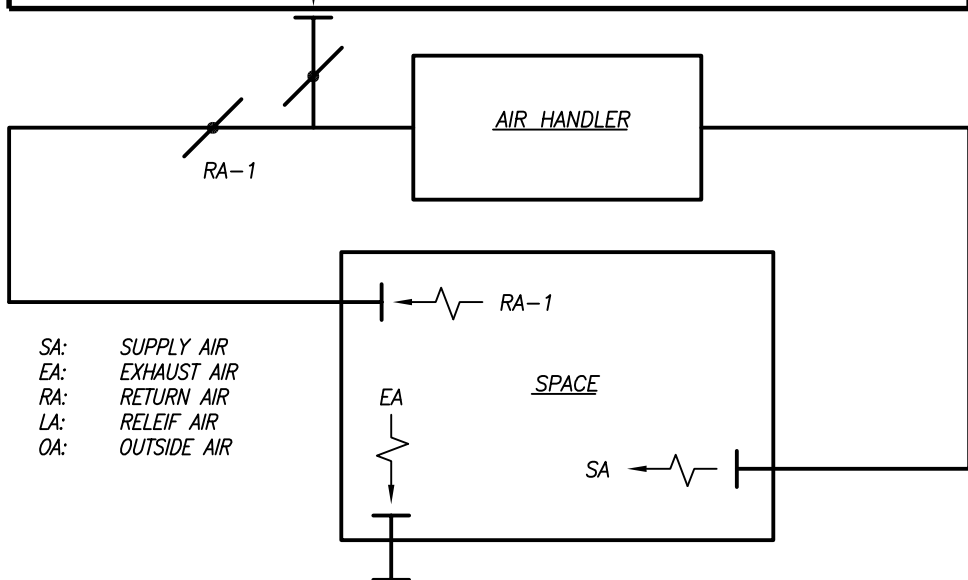 AIR HANDLER
RA-1
RA-1
SA: SUPPLY AIR
EA: EXHAUST AIR
RA: RETURN AIR
LA: RELEIF AIR
OA: OUTSIDE AIR
SPACE
EA
SA